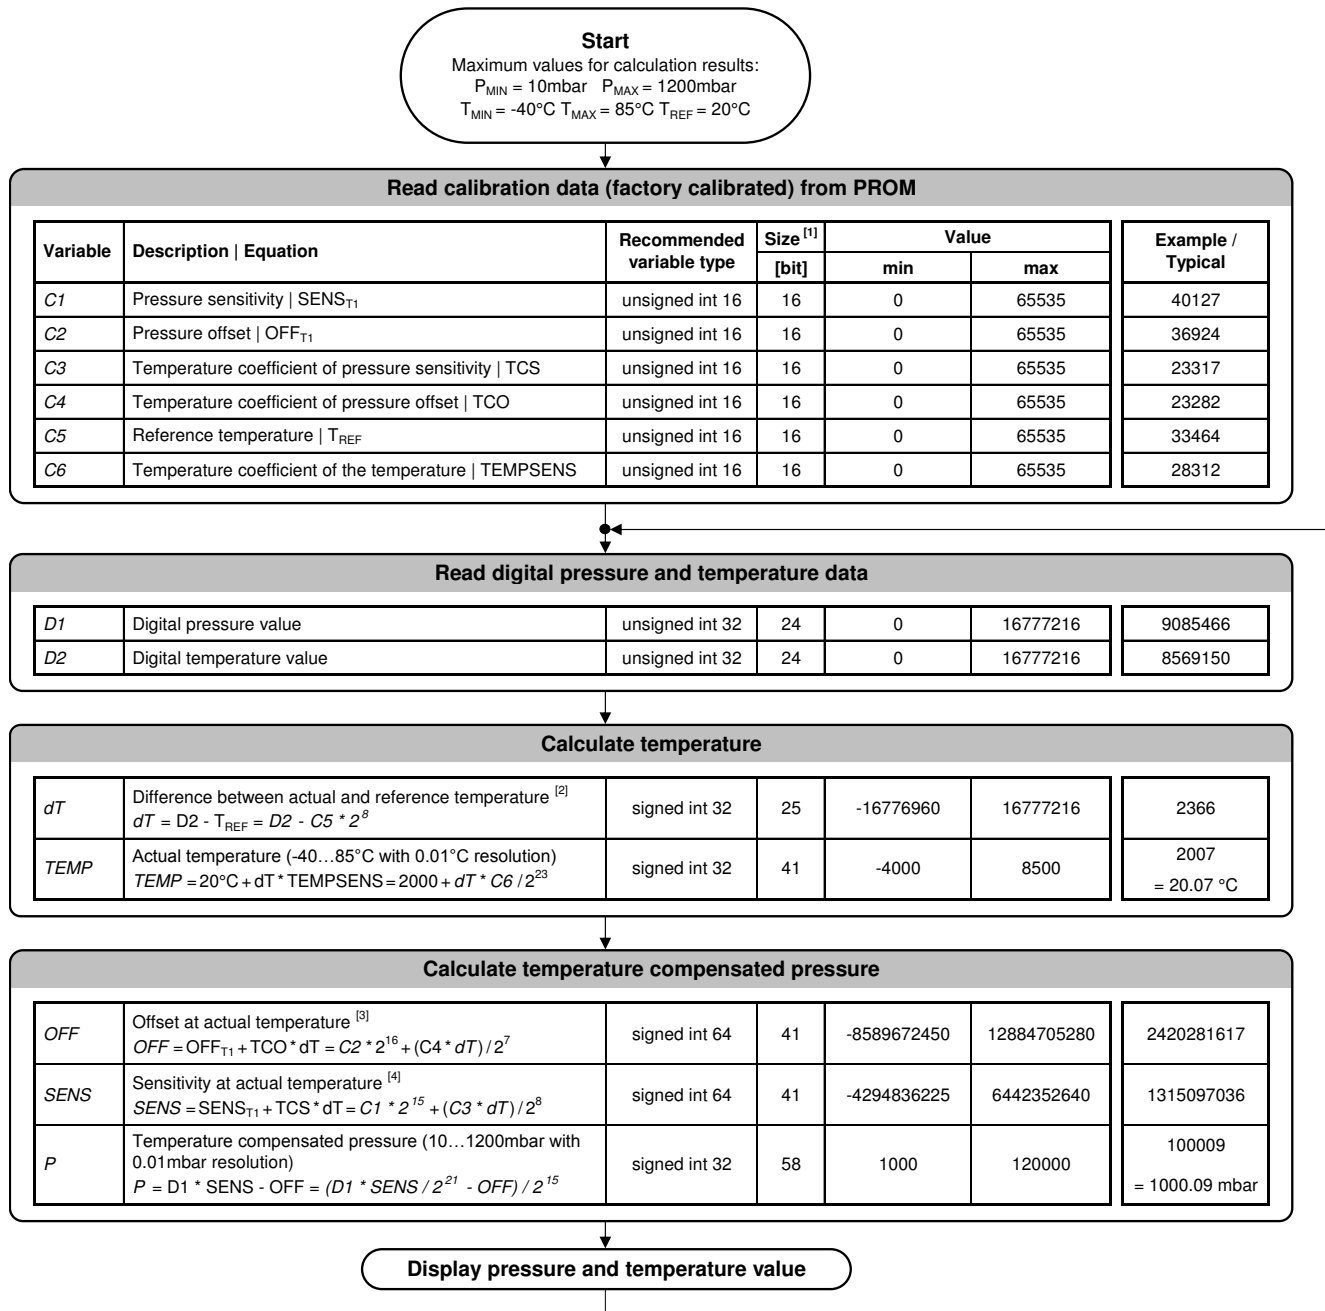 Start
Maximum values for calculation results:
P_MIN = 10mbar P_MAX = 1200mbar
T_MIN = -40°C T_MAX = 85°C T_REF = 20°C
Read calibration data (factory calibrated) from PROM
Variable | Description | Equation | Recommended variable type | Size [1] [bit] | Value min | max | Example / Typical
C1 Pressure sensitivity | SENS_T1 unsigned int 16 16 0 65535 40127
C2 Pressure offset | OFF_T1 unsigned int 16 16 0 65535 36924
C3 Temperature coefficient of pressure sensitivity | TCS unsigned int 16 16 0 65535 23317
C4 Temperature coefficient of pressure offset | TCO unsigned int 16 16 0 65535 23282
C5 Reference temperature | T_REF unsigned int 16 16 0 65535 33464
C6 Temperature coefficient of the temperature | TEMPSENS unsigned int 16 16 0 65535 28312
Read digital pressure and temperature data
D1 Digital pressure value unsigned int 32 24 0 16777216 9085466
D2 Digital temperature value unsigned int 32 24 0 16777216 8569150
Calculate temperature
dT Difference between actual and reference temperature [2]
dT = D2 - T_REF = D2 - C5 * 2^8 signed int 32 25 -16776960 16777216 2366
TEMP Actual temperature (-40…85°C with 0.01°C resolution)
TEMP = 20°C + dT * TEMPSENS = 2000 + dT * C6 / 2^23 signed int 32 41 -4000 8500 2007
= 20.07 °C
Calculate temperature compensated pressure
OFF Offset at actual temperature [3]
OFF = OFF_T1 + TCO * dT = C2 * 2^16 + (C4 * dT) / 2^7 signed int 64 41 -8589672450 12884705280 2420281617
SENS Sensitivity at actual temperature [4]
SENS = SENS_T1 + TCS * dT = C1 * 2^15 + (C3 * dT) / 2^8 signed int 64 41 -4294836225 6442352640 1315097036
P Temperature compensated pressure (10…1200mbar with
0.01mbar resolution)
P = D1 * SENS - OFF = (D1 * SENS / 2^21 - OFF) / 2^15 signed int 32 58 1000 120000 100009
= 1000.09 mbar
Display pressure and temperature value